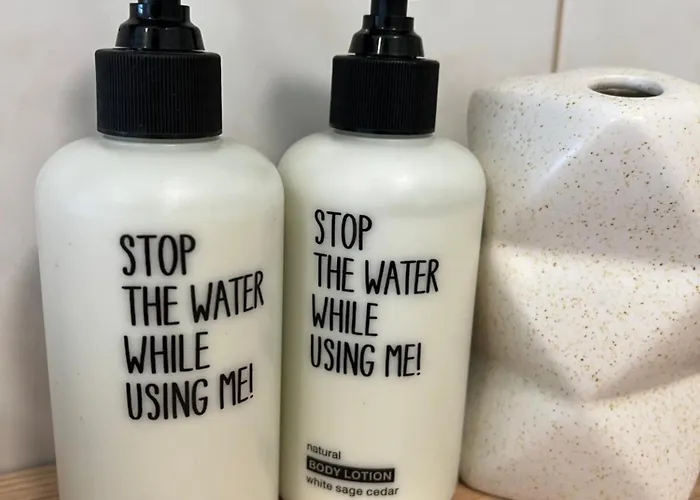 STOP
THE WATER
WHILE
USING ME!
STOP
THE WATER
WHILE
USING ME!
natural
BODY LOTION
white sage cedar